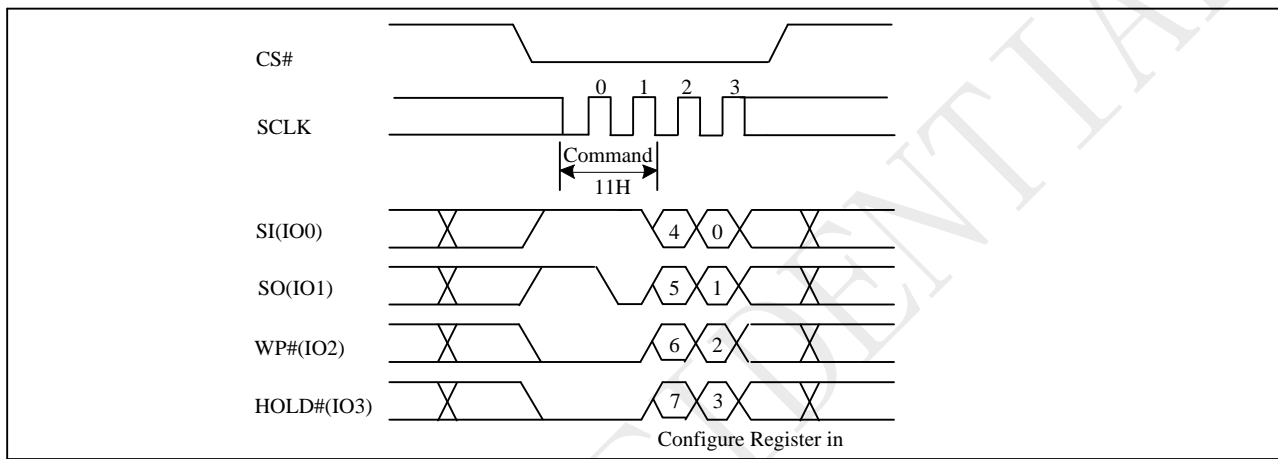 CS#
0 1 2 3
SCLK
Command
11H
SI(IO0) 4 0
SO(IO1) 5 1
WP#(IO2) 6 2
HOLD#(IO3) 7 3
Configure Register in